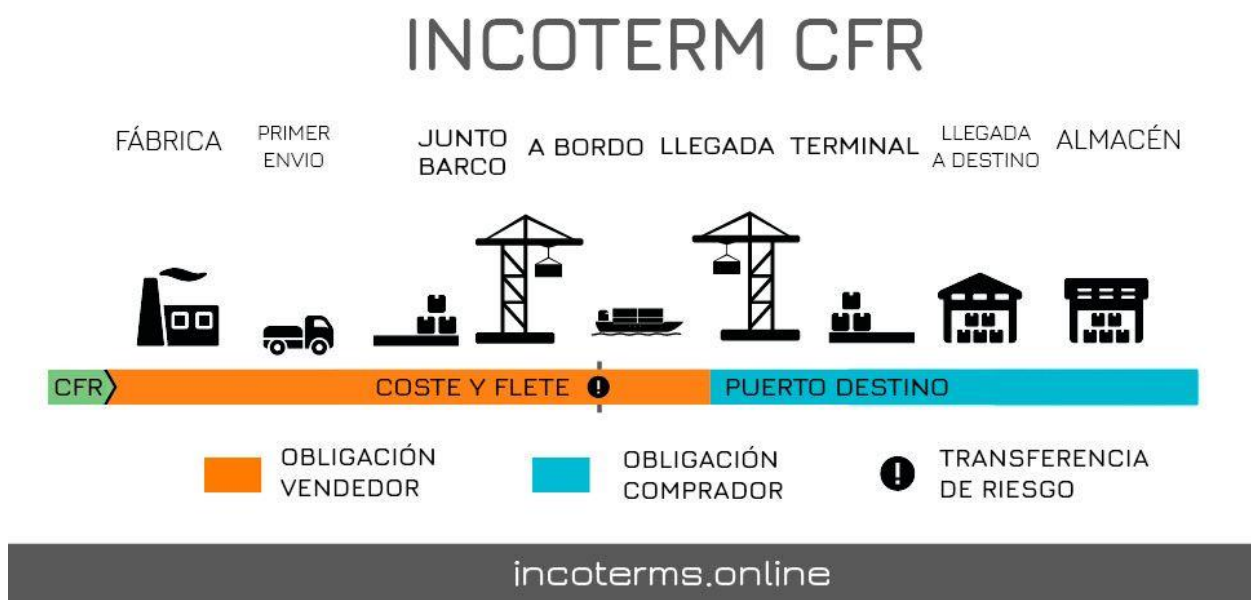 INCOTERM CFR
FÁBRICA
PRIMER
ENVIO
JUNTO
BARCO
A BORDO
LLEGADA
TERMINAL
LLEGADA
A DESTINO
ALMACÉN
CFR
COSTE Y FLETE
PUERTO DESTINO
OBLIGACIÓN
VENDEDOR
OBLIGACIÓN
COMPRADOR
TRANSFERENCIA
DE RIESGO
incoterms.online